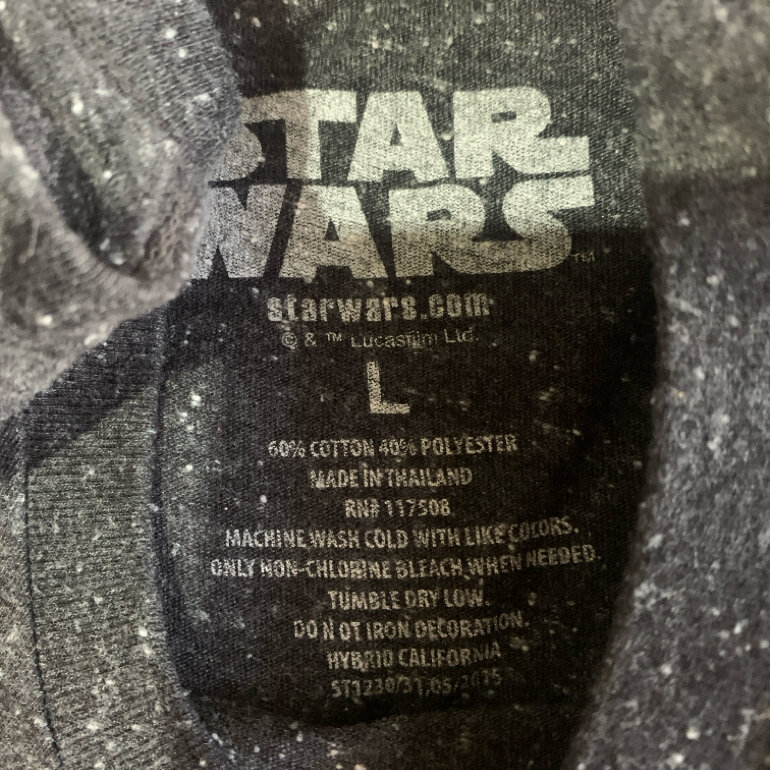 STAR
WARS™
starwars.com
© & ™ Lucasfilm Ltd.
L
60% COTTON 40% POLYESTER
MADE IN THAILAND
RN# 117508
MACHINE WASH COLD WITH LIKE COLORS.
ONLY NON-CHLORINE BLEACH WHEN NEEDED.
TUMBLE DRY LOW.
DO NOT IRON DECORATION.
HYBRID CALIFORNIA